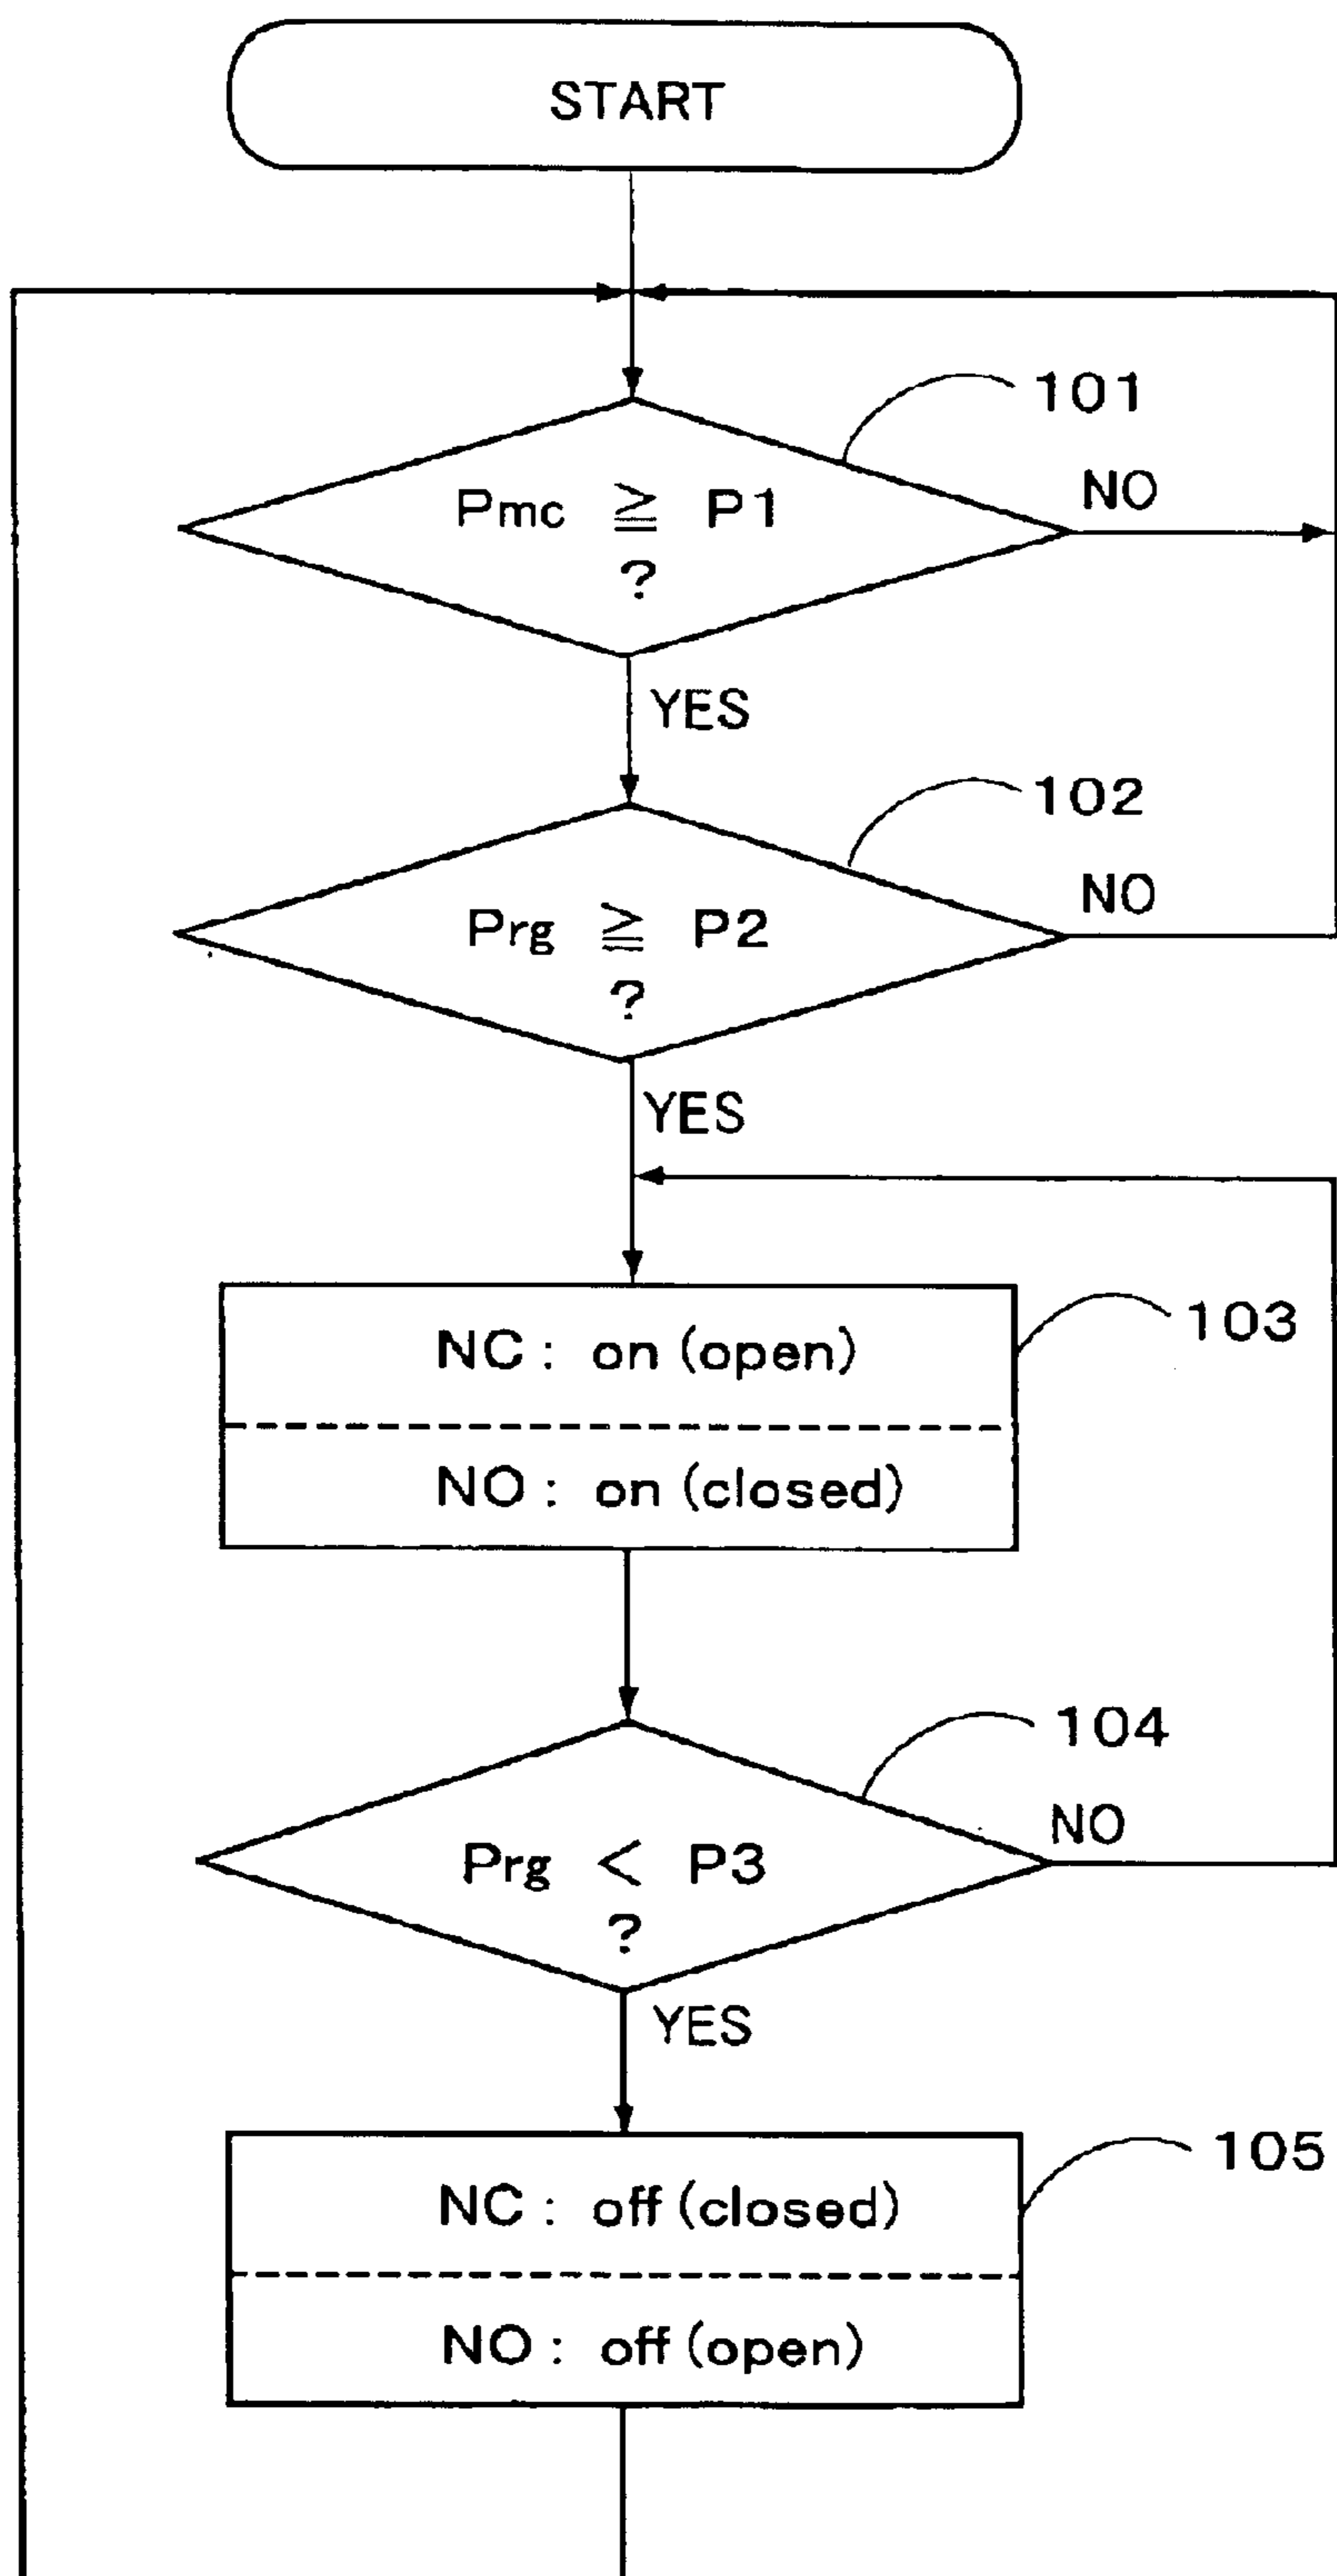 START
101
Pmc ≧ P1
?
NO
YES
102
Prg ≧ P2
?
NO
YES
103
NC : on (open)
NO : on (closed)
104
Prg < P3
?
NO
YES
105
NC : off (closed)
NO : off (open)